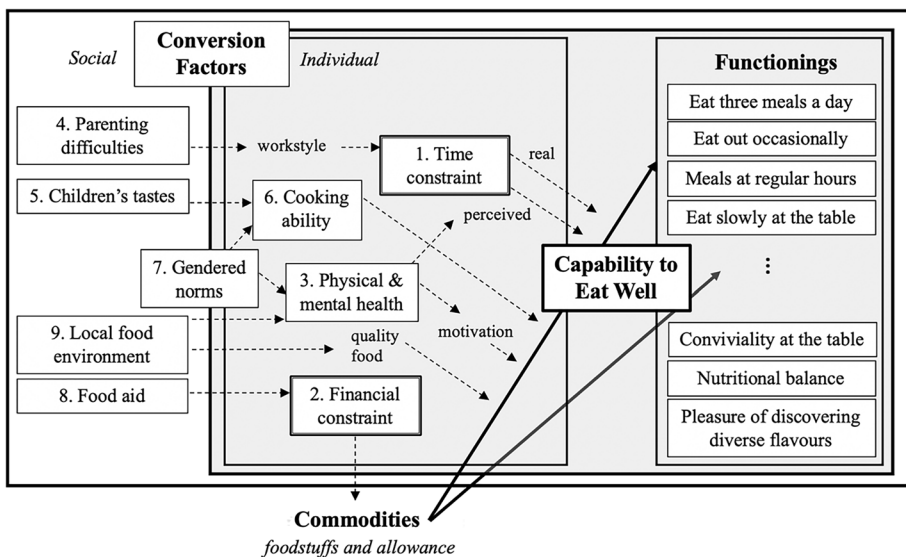 Conversion
Factors
Social
Individual
4. Parenting
difficulties
5. Children's tastes
7. Gendered
norms
9. Local food
environment
8. Food aid
workstyle
6. Cooking
ability
3. Physical &
mental health
quality
food
2. Financial
constraint
1. Time
constraint
real
perceived
motivation
Capability to
Eat Well
Functionings
Eat three meals a day
Eat out occasionally
Meals at regular hours
Eat slowly at the table
⋮
Conviviality at the table
Nutritional balance
Pleasure of discovering
diverse flavours
Commodities
foodstuffs and allowance